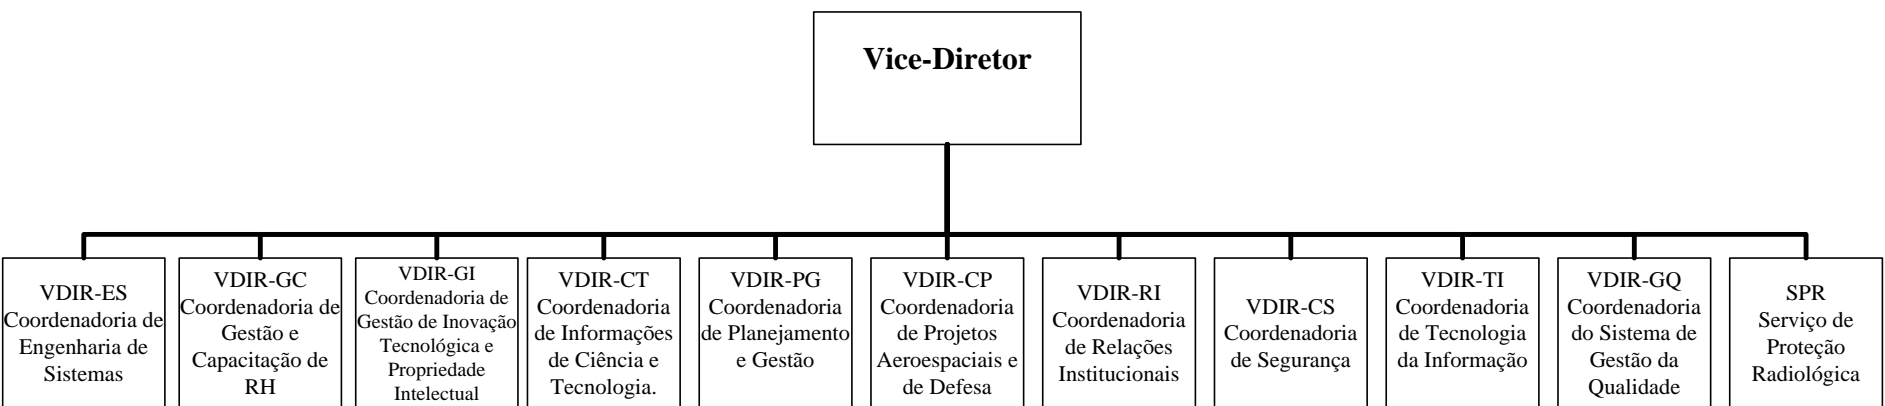 Vice-Diretor
VDIR-ES
Coordenadoria de
Engenharia de
Sistemas
VDIR-GC
Coordenadoria de
Gestão e
Capacitação de
RH
VDIR-GI
Coordenadoria de
Gestão de Inovação
Tecnológica e
Propriedade
Intelectual
VDIR-CT
Coordenadoria
de Informações
de Ciência e
Tecnologia.
VDIR-PG
Coordenadoria
de Planejamento
e Gestão
VDIR-CP
Coordenadoria
de Projetos
Aeroespaciais e
de Defesa
VDIR-RI
Coordenadoria
de Relações
Institucionais
VDIR-CS
Coordenadoria
de Segurança
VDIR-TI
Coordenadoria
de Tecnologia
da Informação
VDIR-GQ
Coordenadoria
do Sistema de
Gestão da
Qualidade
SPR
Serviço de
Proteção
Radiológica